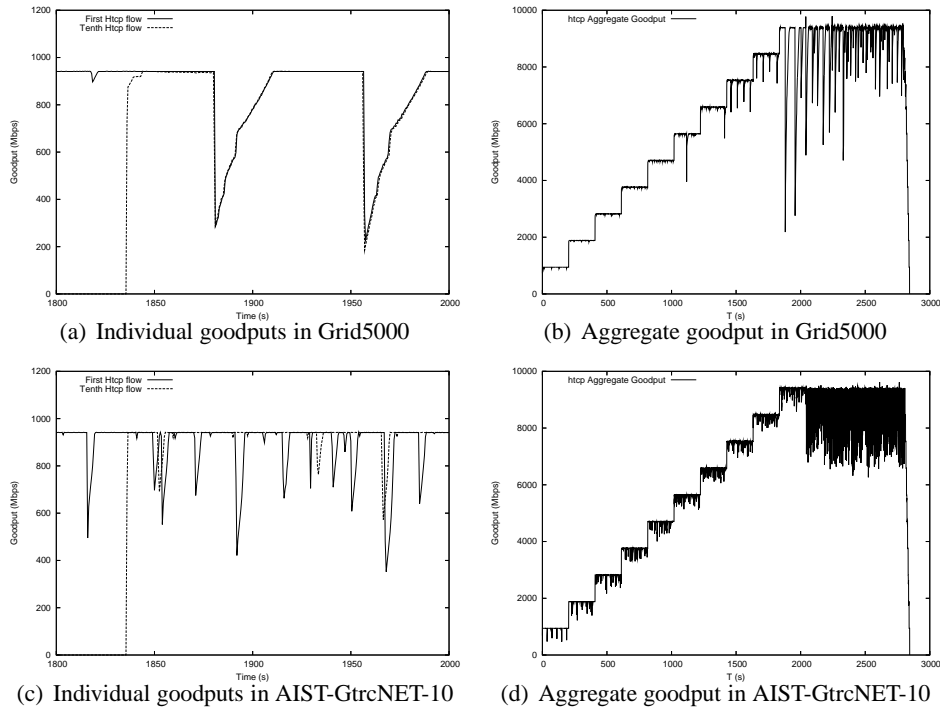 1200
1000
800
600
400
200
0
Goodput (Mbps)
First Htcp flow
Tenth Htcp flow
1800 1850 1900 1950 2000
Time (s)
(a) Individual goodputs in Grid5000
10000
8000
6000
4000
2000
0
Goodput (Mbps)
htcp Aggregate Goodput
0 500 1000 1500 2000 2500 3000
T (s)
(b) Aggregate goodput in Grid5000
1200
1000
800
600
400
200
0
Goodput (Mbps)
First Htcp flow
Tenth Htcp flow
1800 1850 1900 1950 2000
Time (s)
(c) Individual goodputs in AIST-GtrcNET-10
10000
8000
6000
4000
2000
0
Goodput (Mbps)
htcp Aggregate Goodput
0 500 1000 1500 2000 2500 3000
T (s)
(d) Aggregate goodput in AIST-GtrcNET-10